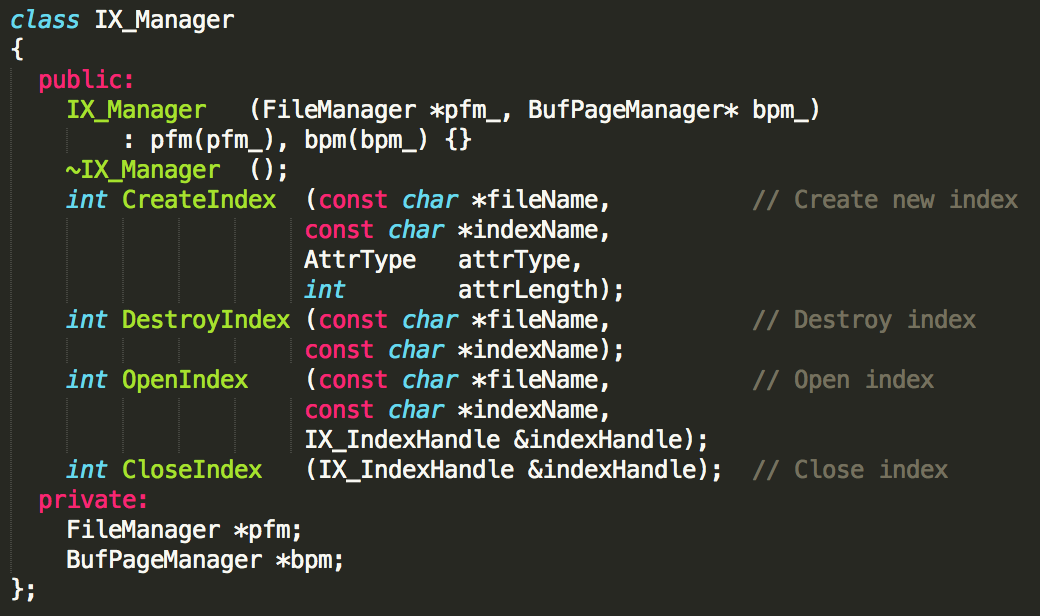 class IX_Manager
{
  public:
    IX_Manager   (FileManager *pfm_, BufPageManager* bpm_)
        : pfm(pfm_), bpm(bpm_) {}
    ~IX_Manager  ();
    int CreateIndex  (const char *fileName,          // Create new index
                     const char *indexName,
                     AttrType   attrType,
                     int        attrLength);
    int DestroyIndex (const char *fileName,          // Destroy index
                     const char *indexName);
    int OpenIndex    (const char *fileName,          // Open index
                     const char *indexName,
                     IX_IndexHandle &indexHandle);
    int CloseIndex   (IX_IndexHandle &indexHandle);  // Close index
  private:
    FileManager *pfm;
    BufPageManager *bpm;
};